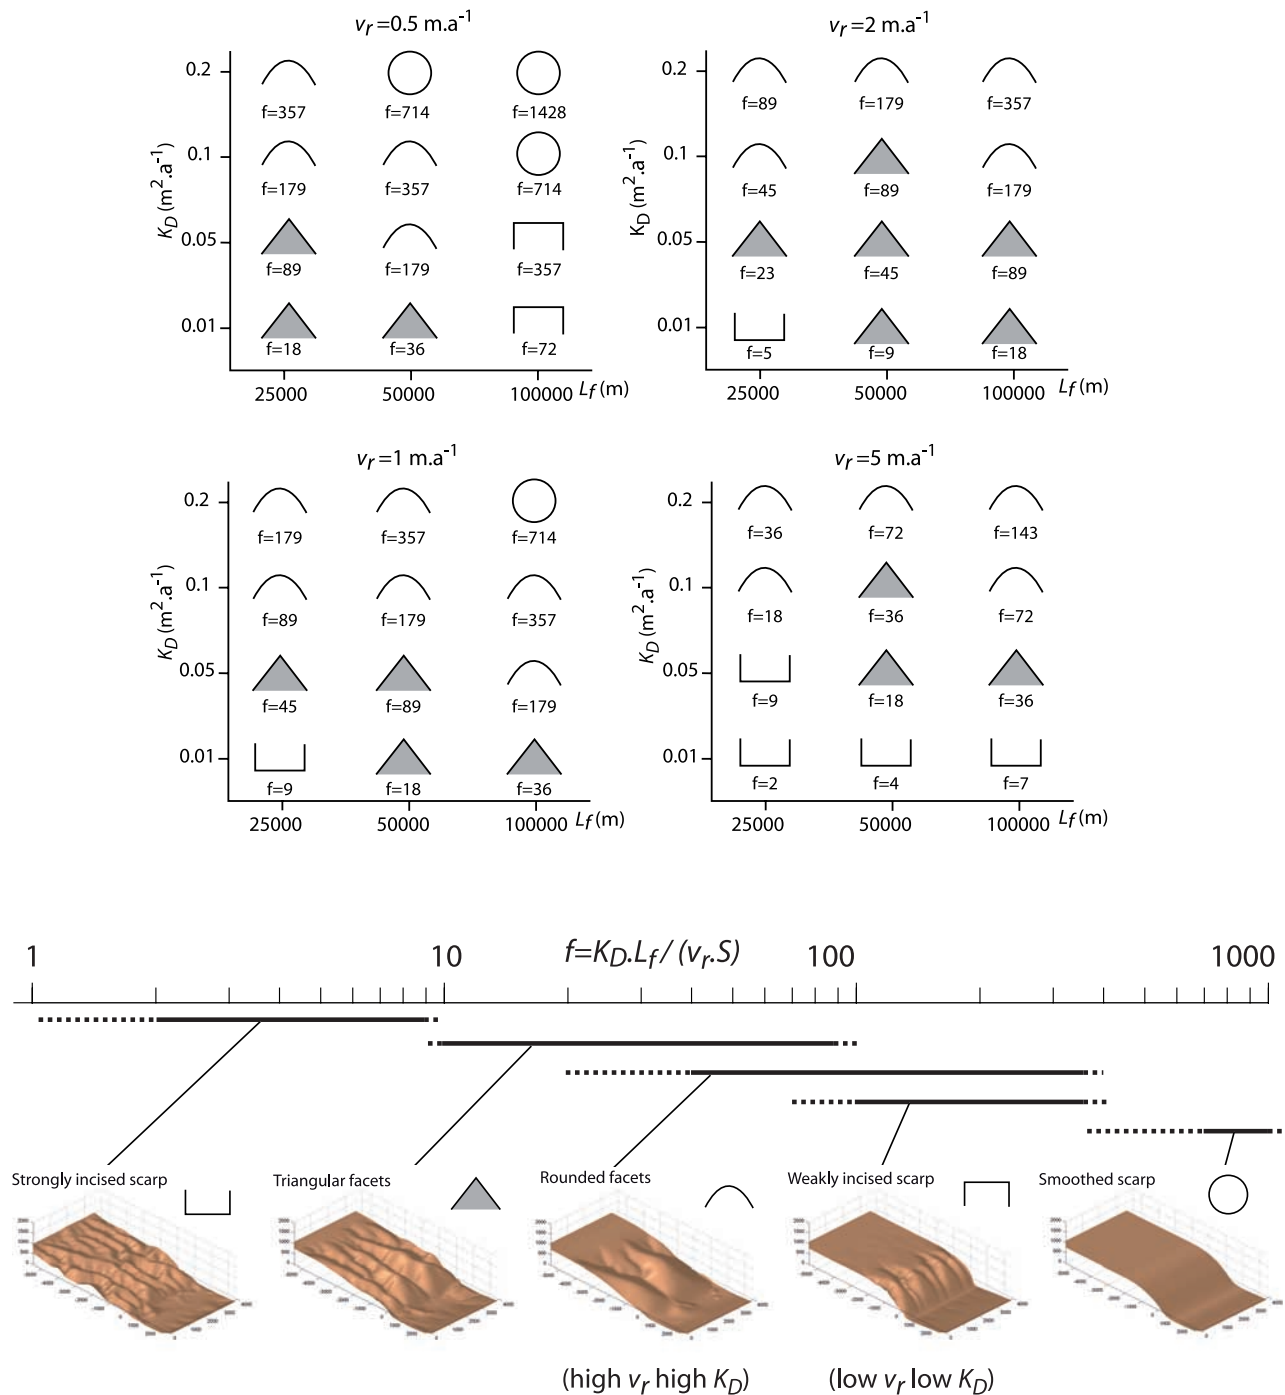 v_r=0.5 m.a⁻¹
K_D (m².a⁻¹)
0.2
f=357 f=714 f=1428
0.1
f=179 f=357 f=714
0.05
f=89 f=179 f=357
0.01
f=18 f=36 f=72
25000 50000 100000 L_f (m)
v_r=2 m.a⁻¹
K_D (m².a⁻¹)
0.2
f=89 f=179 f=357
0.1
f=45 f=89 f=179
0.05
f=23 f=45 f=89
0.01
f=5 f=9 f=18
25000 50000 100000 L_f (m)
v_r=1 m.a⁻¹
K_D (m².a⁻¹)
0.2
f=179 f=357 f=714
0.1
f=89 f=179 f=357
0.05
f=45 f=89 f=179
0.01
f=9 f=18 f=36
25000 50000 100000 L_f (m)
v_r=5 m.a⁻¹
K_D (m².a⁻¹)
0.2
f=36 f=72 f=143
0.1
f=18 f=36 f=72
0.05
f=9 f=18 f=36
0.01
f=2 f=4 f=7
25000 50000 100000 L_f (m)
1 10 f=K_D.L_f / (v_r.S) 100 1000
Strongly incised scarp Triangular facets Rounded facets Weakly incised scarp Smoothed scarp
(high v_r high K_D) (low v_r low K_D)